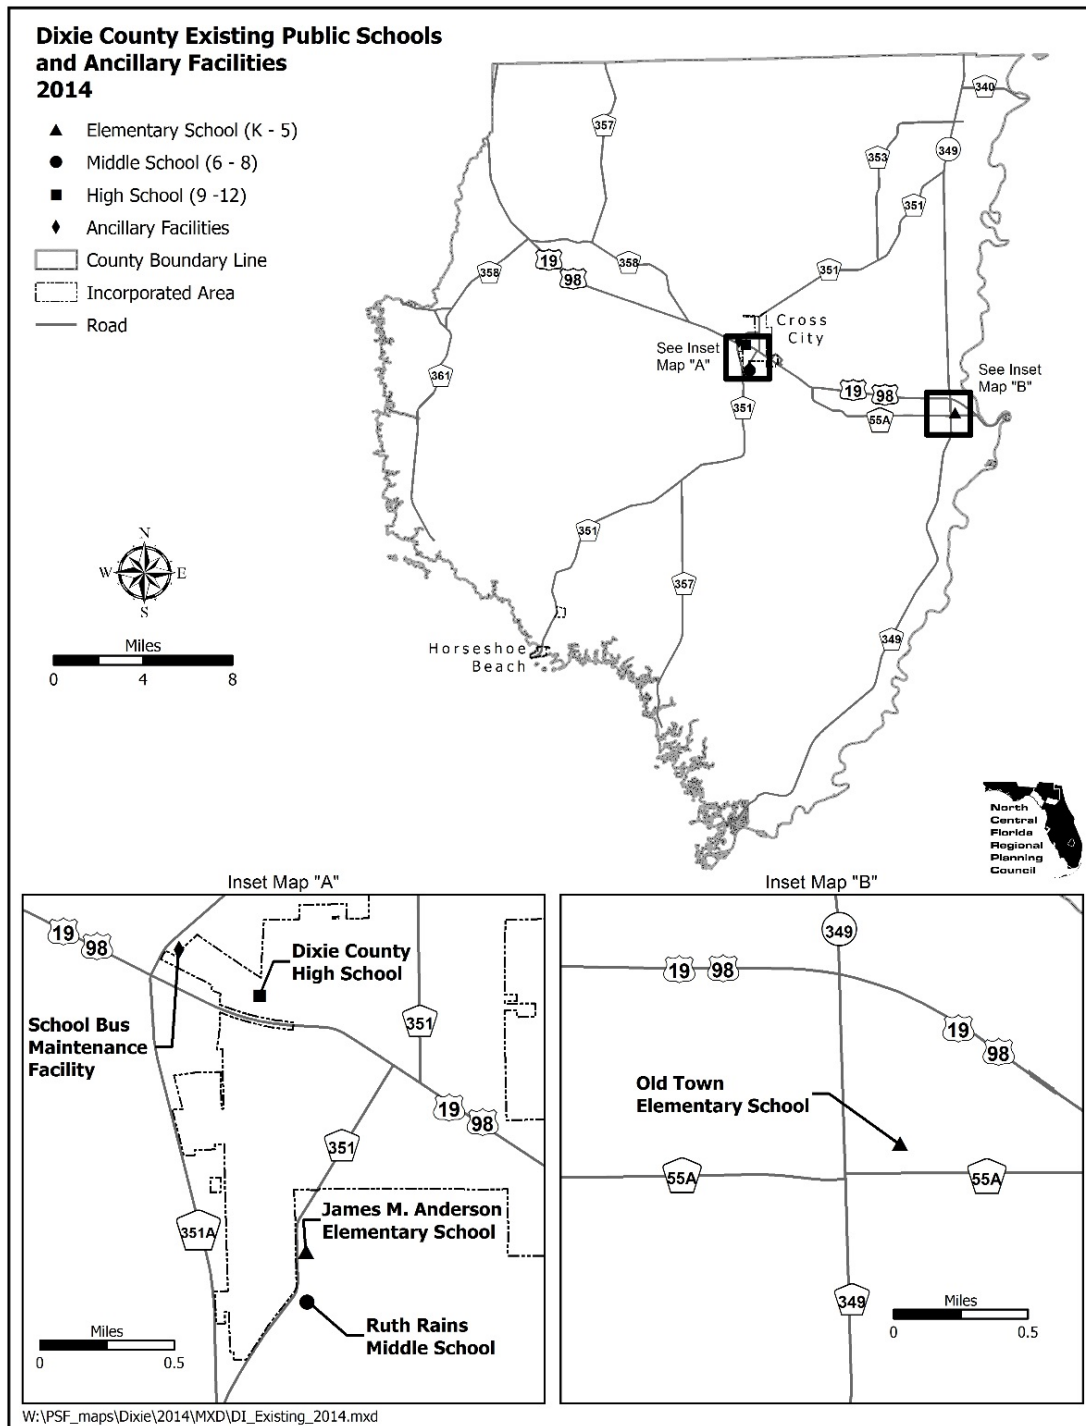 Dixie County Existing Public Schools
and Ancillary Facilities
2014
Elementary School (K - 5)
Middle School (6 - 8)
High School (9 -12)
Ancillary Facilities
County Boundary Line
Incorporated Area
Road
340
357
349
353
351
351
19
98
358
358
Cross
City
See Inset
Map "A"
See Inset
Map "B"
361
19
98
351
55A
351
357
349
N
W
E
S
Miles
0
4
8
Horseshoe
Beach
North
Central
Florida
Regional
Planning
Council
Inset Map "A"
19
98
Dixie County
High School
School Bus
Maintenance
Facility
351
19
98
351
James M. Anderson
Elementary School
351A
Ruth Rains
Middle School
Miles
0
0.5
Inset Map "B"
349
19
98
19
98
Old Town
Elementary School
55A
55A
349
Miles
0
0.5
W:\PSF_maps\Dixie\2014\MXD\DI_Existing_2014.mxd